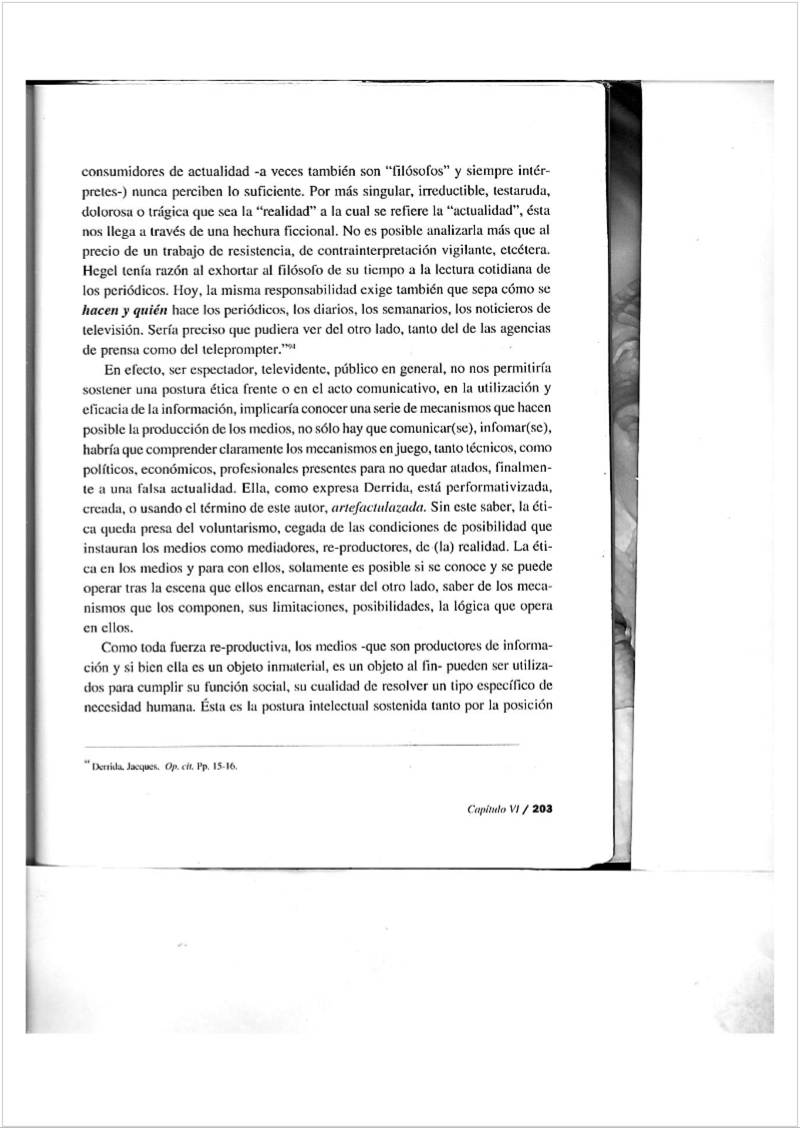 consumidores de actualidad -a veces también son “filósofos” y siempre intér-
pretes-) nunca perciben lo suficiente. Por más singular, irreductible, testaruda,
dolorosa o trágica que sea la “realidad” a la cual se refiere la “actualidad”, ésta
nos llega a través de una hechura ficcional. No es posible analizarla más que al
precio de un trabajo de resistencia, de contrainterpretación vigilante, etcétera.
Hegel tenía razón al exhortar al filósofo de su tiempo a la lectura cotidiana de
los periódicos. Hoy, la misma responsabilidad exige también que sepa cómo se
hacen y quién hace los periódicos, los diarios, los semanarios, los noticieros de
televisión. Sería preciso que pudiera ver del otro lado, tanto del de las agencias
de prensa como del teleprompter.”⁹⁴
En efecto, ser espectador, televidente, público en general, no nos permitiría
sostener una postura ética frente o en el acto comunicativo, en la utilización y
eficacia de la información, implicaría conocer una serie de mecanismos que hacen
posible la producción de los medios, no sólo hay que comunicar(se), infomar(se),
habría que comprender claramente los mecanismos en juego, tanto técnicos, como
políticos, económicos, profesionales presentes para no quedar atados, finalmen-
te a una falsa actualidad. Ella, como expresa Derrida, está performativizada,
creada, o usando el término de este autor, artefactulazada. Sin este saber, la éti-
ca queda presa del voluntarismo, cegada de las condiciones de posibilidad que
instauran los medios como mediadores, re-productores, de (la) realidad. La éti-
ca en los medios y para con ellos, solamente es posible si se conoce y se puede
operar tras la escena que ellos encarnan, estar del otro lado, saber de los meca-
nismos que los componen, sus limitaciones, posibilidades, la lógica que opera
en ellos.
Como toda fuerza re-productiva, los medios -que son productores de informa-
ción y si bien ella es un objeto inmaterial, es un objeto al fin- pueden ser utiliza-
dos para cumplir su función social, su cualidad de resolver un tipo específico de
necesidad humana. Ésta es la postura intelectual sostenida tanto por la posición
⁹⁴ Derrida, Jacques. Op. cit. Pp. 15-16.
Capítulo VI / 203